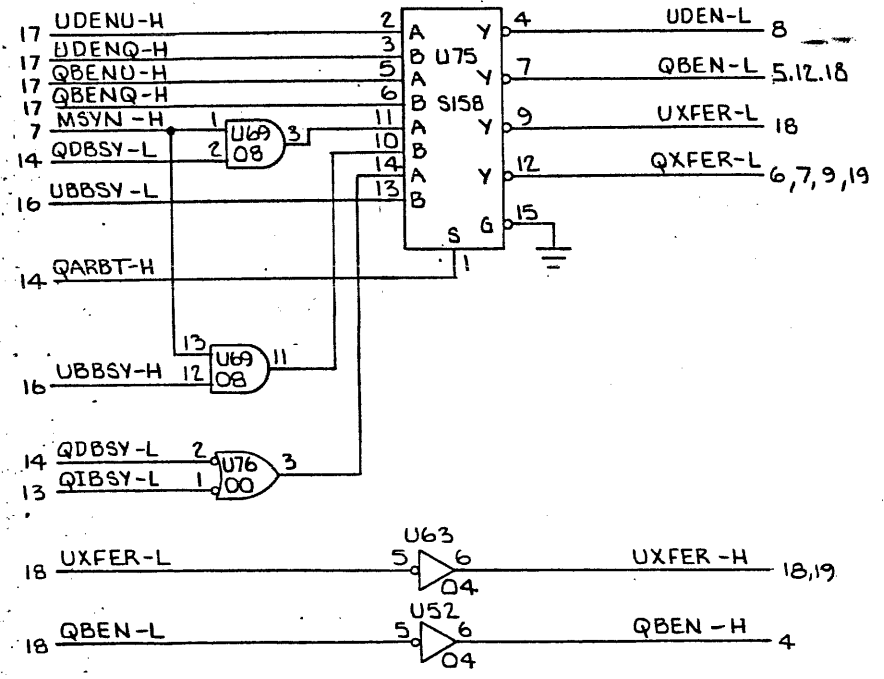 UDENU-H 2 A Y 4 UDEN-L 8
17
UDENQ-H 3 B U75
17
QBENU-H 5 A Y 7 QBEN-L 5.12.18
17
QBENQ-H 6 B S158
17
MSYN-H 1 U69 3 11 A Y 9 UXFER-L 18
7
14 QDBSY-L 2 08 10 B
14 A Y 12 QXFER-L 6,7,9,19
16 UBBSY-L 13 B
G 15
S
14 QARBT-H 1
13 U69 11
16 UBBSY-H 12 08
14 QDBSY-L 2 U76 3
13 QIBSY-L 1 00
U63
18 UXFER-L 5 6 UXFER-H 18,19
04
U52
18 QBEN-L 5 6 QBEN-H 4
04